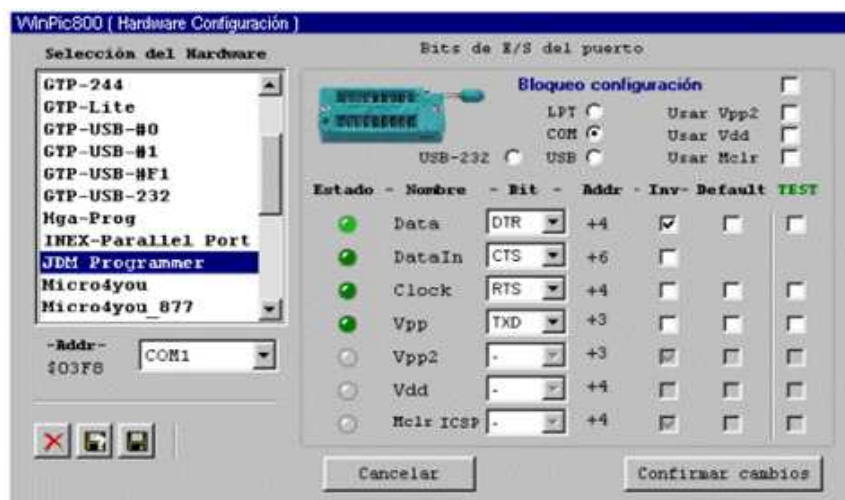 WinPic800 ( Hardware Configuración )
Selección del Hardware
GTP-244
GTP-Lite
GTP-USB-#0
GTP-USB-#1
GTP-USB-#F1
GTP-USB-232
Hga-Prog
INEX-Parallel Port
JDM Programmer
Micro4you
Micro4you_877
-Addr-
$03F8
COM1
Bits de E/S del puerto
Bloqueo configuración
LPT Usar Vpp2
COM Usar Vdd
USB-232 USB Usar Mclr
Estado - Nombre - Bit - Addr - Inv- Default TEST
Data DTR +4
DataIn CTS +6
Clock RTS +4
Vpp TXD +3
Vpp2 - +3
Vdd - +4
Mclr ICSP - +4
Cancelar
Confirmar cambios